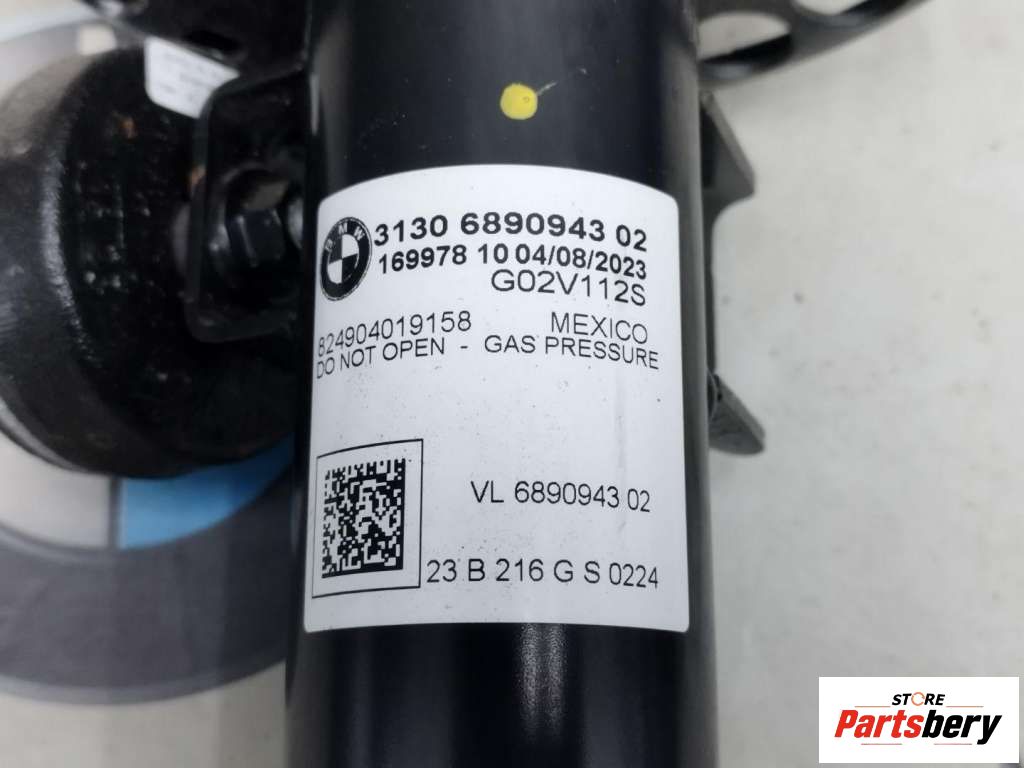 BMW
3130 6890943 02
169978 10 04/08/2023
G02V112S
824904019158 MEXICO
DO NOT OPEN - GAS PRESSURE
VL 6890943 02
23 B 216 G S 0224
STORE
Partsbery